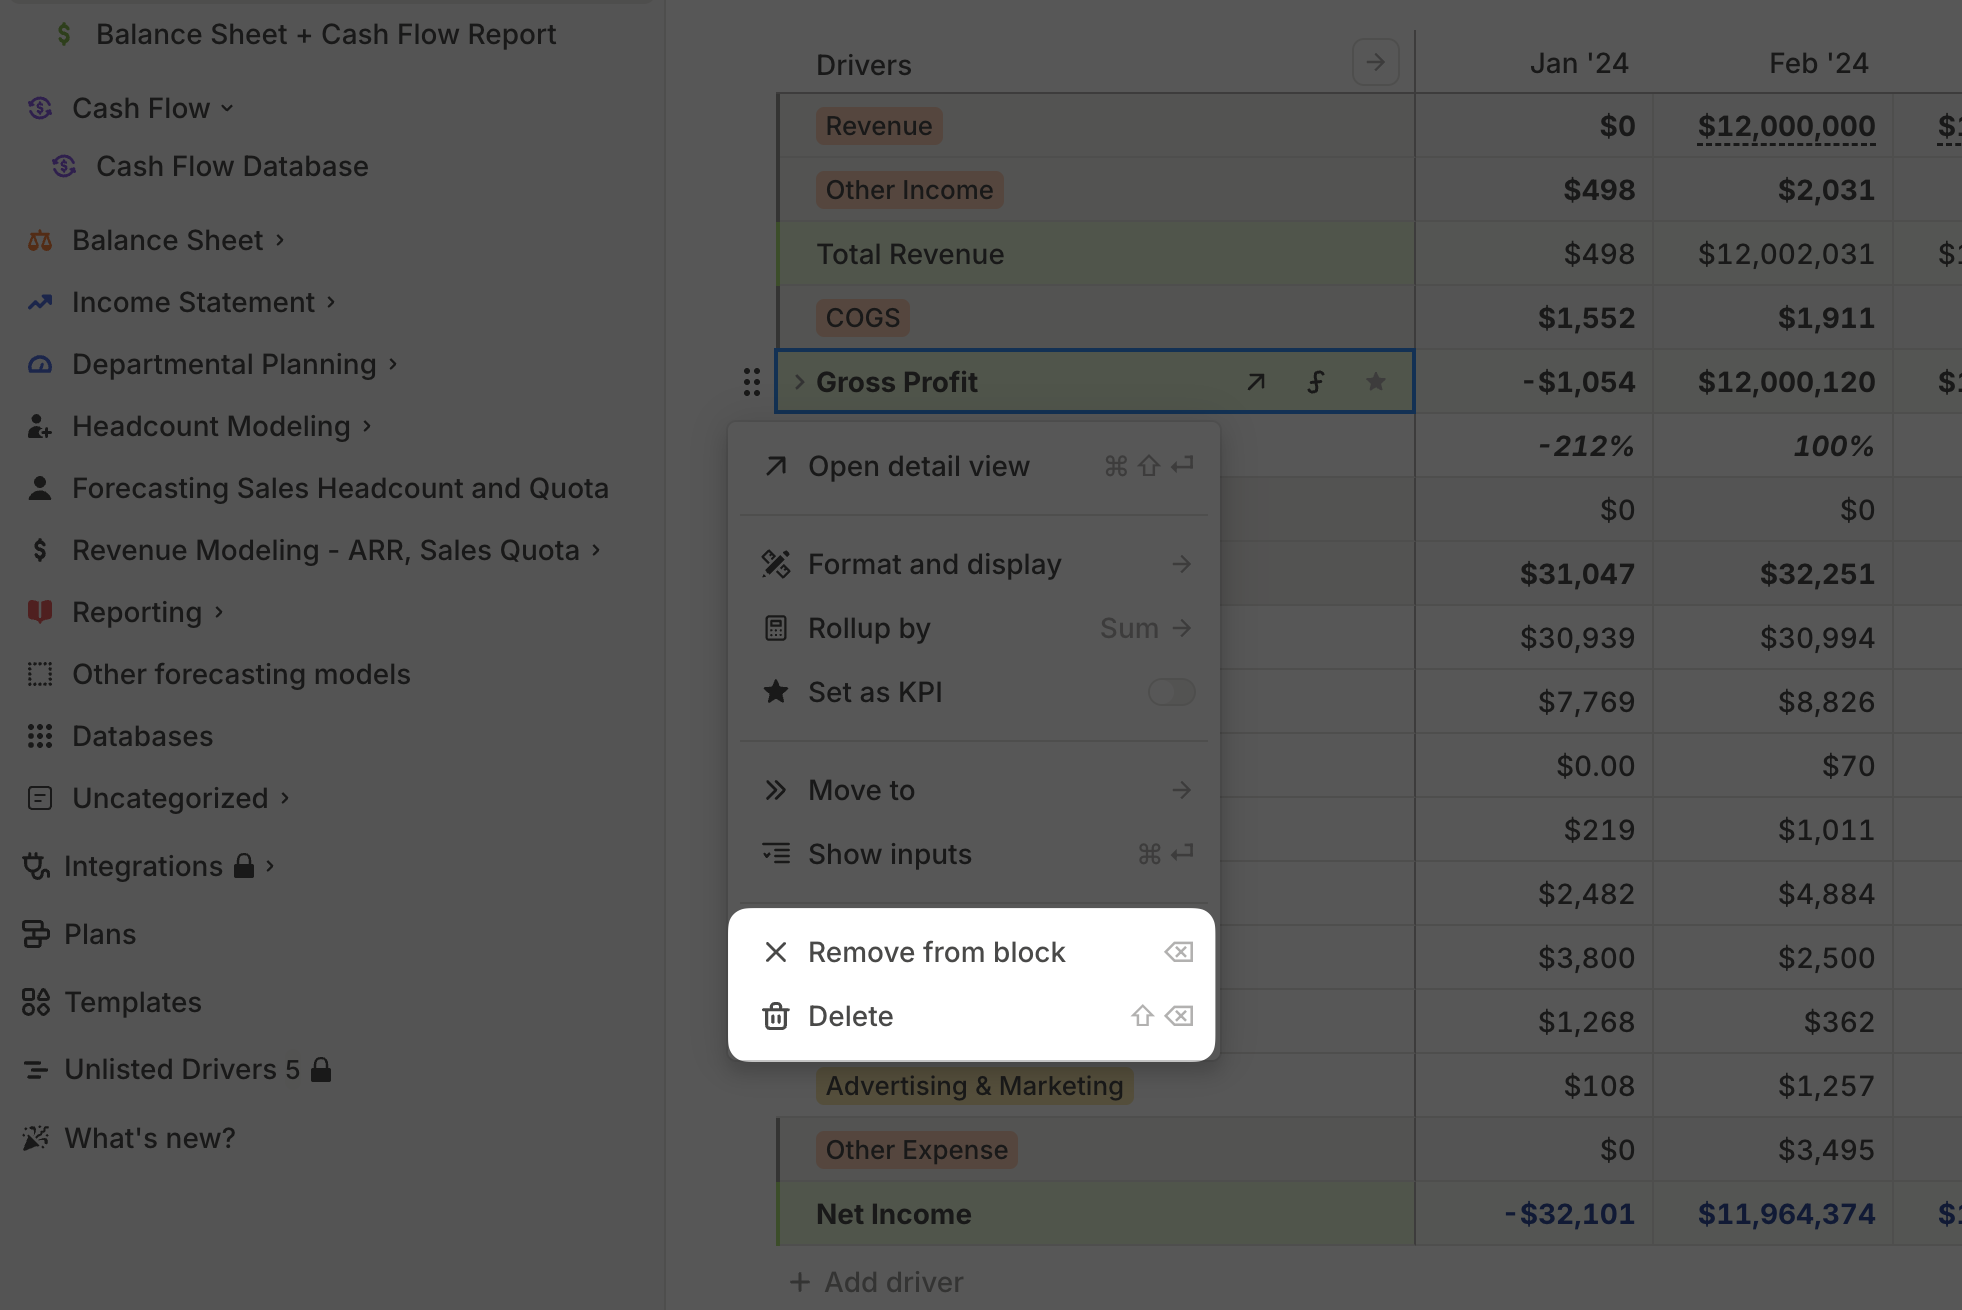 Balance Sheet + Cash Flow Report
Cash Flow
Cash Flow Database
Balance Sheet
Income Statement
Departmental Planning
Headcount Modeling
Forecasting Sales Headcount and Quota
Revenue Modeling - ARR, Sales Quota
Reporting
Other forecasting models
Databases
Uncategorized
Integrations
Plans
Templates
Unlisted Drivers 5
What's new?
Drivers Jan '24 Feb '24
Revenue $0 $12,000,000
Other Income $498 $2,031
Total Revenue $498 $12,002,031
COGS $1,552 $1,911
Gross Profit -$1,054 $12,000,120
-212% 100%
$0 $0
$31,047 $32,251
$30,939 $30,994
$7,769 $8,826
$0.00 $70
$219 $1,011
$2,482 $4,884
$3,800 $2,500
$1,268 $362
Advertising & Marketing $108 $1,257
Other Expense $0 $3,495
Net Income -$32,101 $11,964,374
+ Add driver
Open detail view ⌘ ⇧ ↵
Format and display
Rollup by Sum
Set as KPI
Move to
Show inputs ⌘ ↵
Remove from block ⌫
Delete ⇧ ⌫